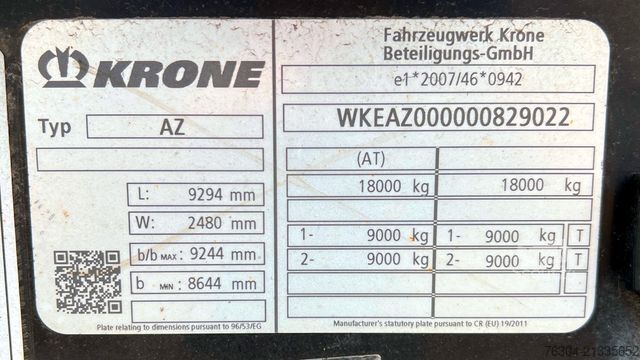 KRONE
Fahrzeugwerk Krone
Beteiligungs-GmbH
e1*2007/46*0942
Typ AZ
WKEAZ000000829022
(AT)
18000 kg 18000 kg
L: 9294 mm
W: 2480 mm
b/b MAX: 9244 mm
b MIN: 8644 mm
1- 9000 kg 1- 9000 kg T
2- 9000 kg 2- 9000 kg T
Plate relating to dimensions pursuant to 96/53/EG
Manufacturer's statutory plate pursuant to CR (EU) 19/2011